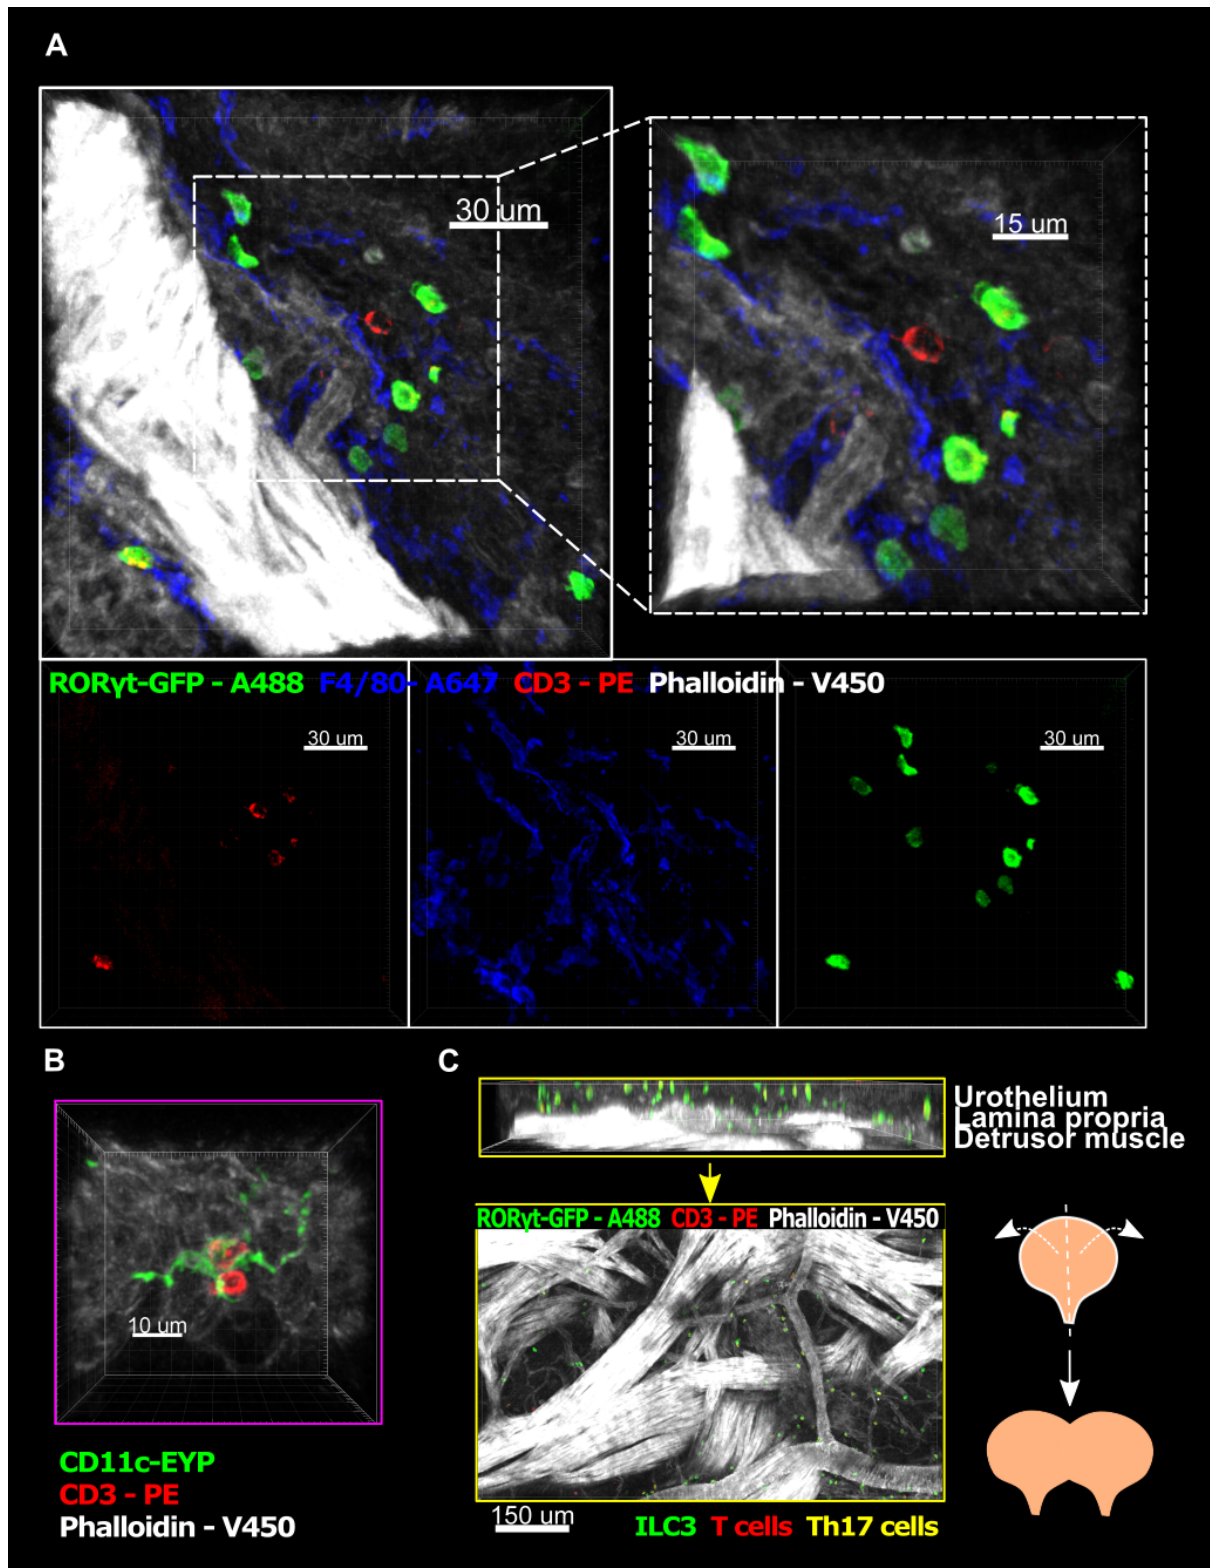 A
30 um
15 um
RORγt-GFP - A488 F4/80- A647 CD3 - PE Phalloidin - V450
30 um
30 um
30 um
B
C
Urothelium
Lamina propria
Detrusor muscle
10 um
CD11c-EYP
CD3 - PE
Phalloidin - V450
RORγt-GFP - A488 CD3 - PE Phalloidin - V450
150 um
ILC3 T cells Th17 cells